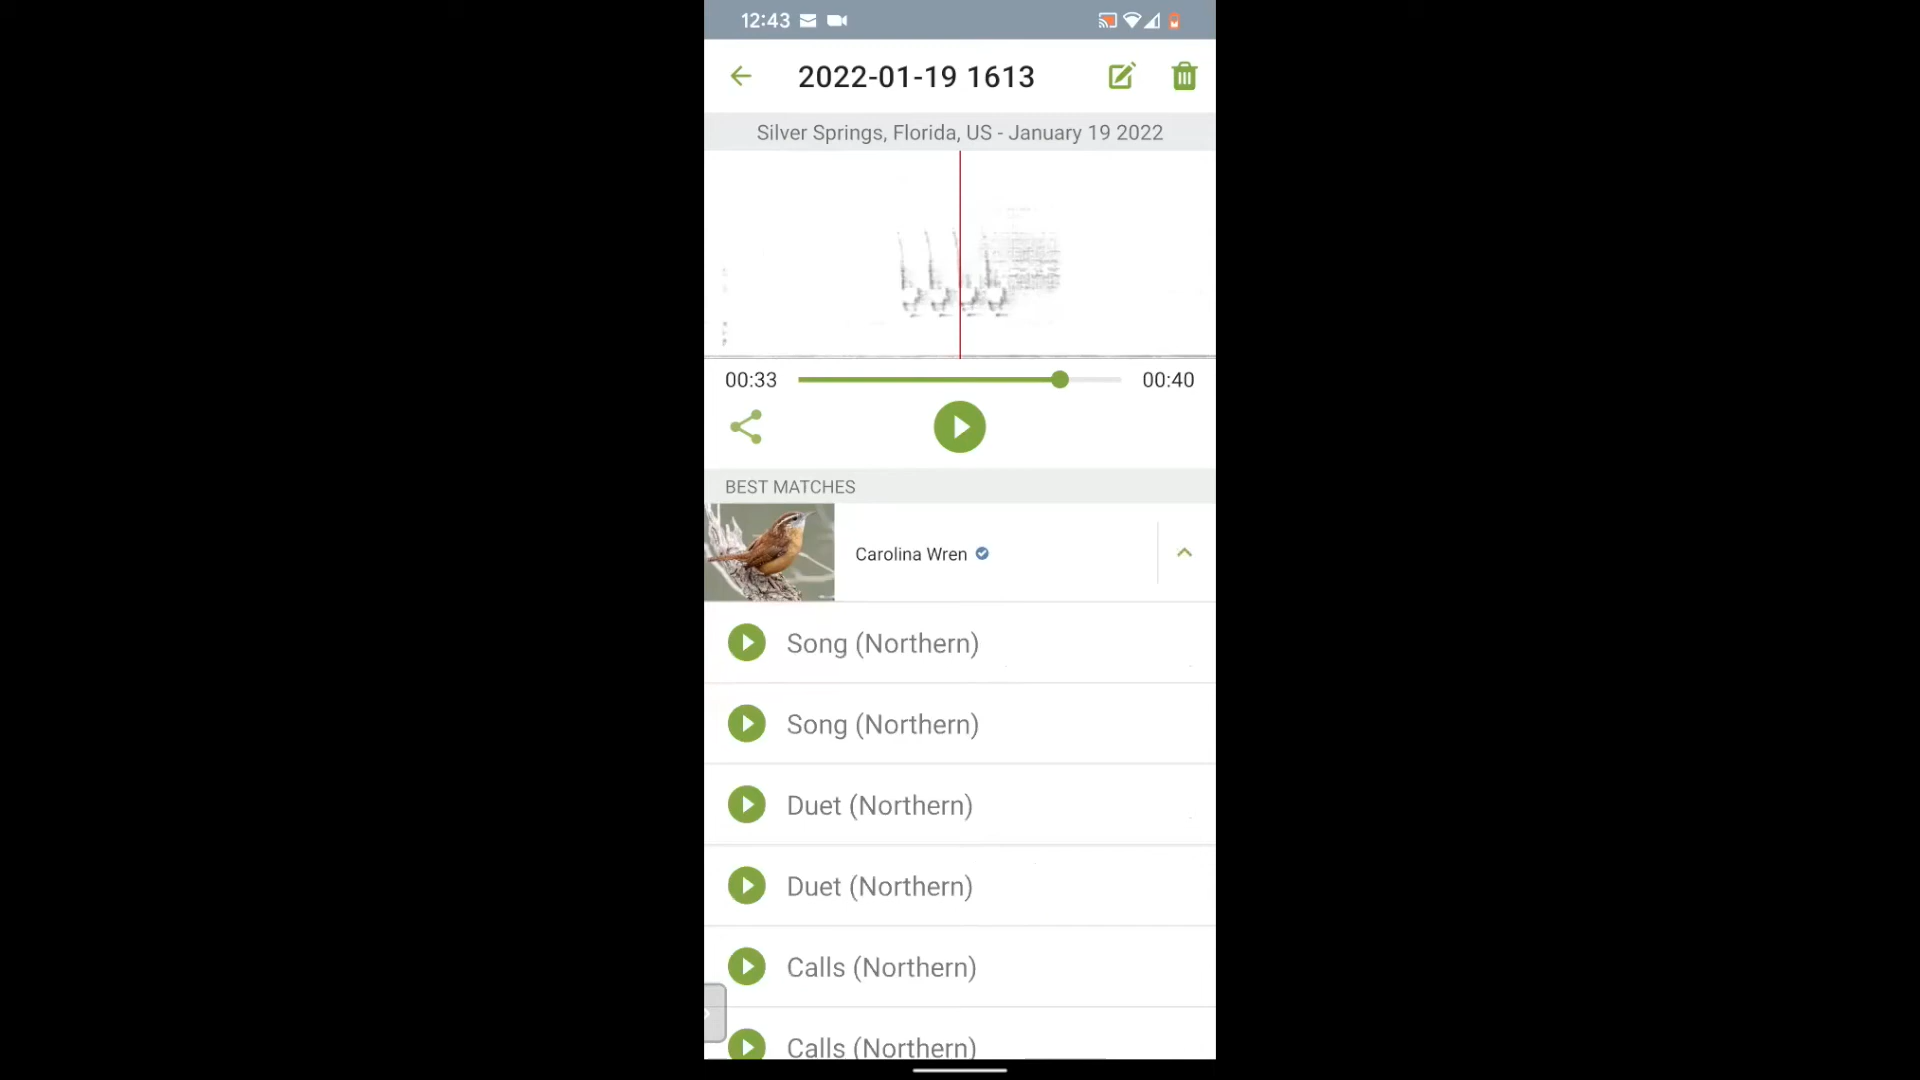 12:43
2022-01-19 1613
Silver Springs, Florida, US - January 19 2022
00:33
00:40
BEST MATCHES
Carolina Wren
Song (Northern)
Song (Northern)
Duet (Northern)
Duet (Northern)
Calls (Northern)
Calls (Northern)